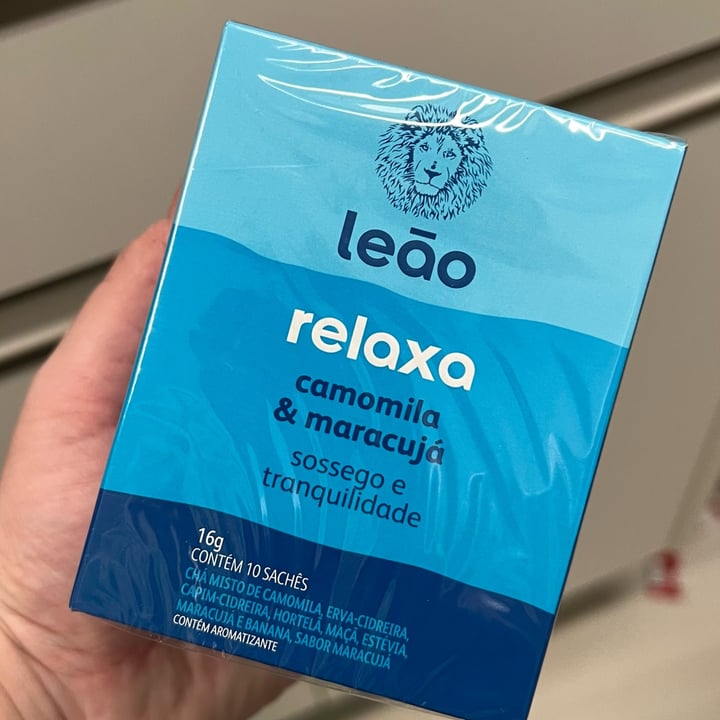 leão
relaxa
camomila
& maracujá
sossego e
tranquilidade
16g
CONTÉM 10 SACHÊS
CHÁ MISTO DE CAMOMILA, ERVA-CIDREIRA,
CAPIM-CIDREIRA, HORTELÃ, MAÇÃ, ESTÉVIA,
MARACUJÁ E BANANA, SABOR MARACUJÁ
CONTÉM AROMATIZANTE